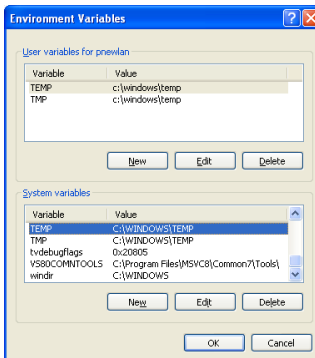 Environment Variables
User variables for pnewlan
Variable Value
TEMP c:\windows\temp
TMP c:\windows\temp
New Edit Delete
System variables
Variable Value
TEMP C:\WINDOWS\TEMP
TMP C:\WINDOWS\TEMP
tvdebugflags 0x20805
VS80COMNTOOLS C:\Program Files\MSVC8\Common7\Tools\
windir C:\WINDOWS
New Edit Delete
OK Cancel